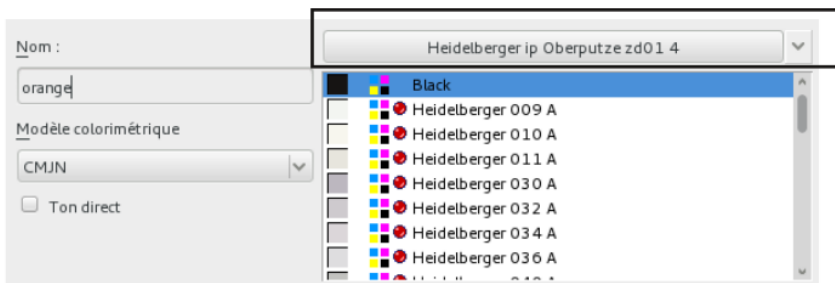 Nom :
orange
Modèle colorimétrique
CMJN
Ton direct
Heidelberger ip Oberputze zd01 4
Black
Heidelberger 009 A
Heidelberger 010 A
Heidelberger 011 A
Heidelberger 030 A
Heidelberger 032 A
Heidelberger 034 A
Heidelberger 036 A